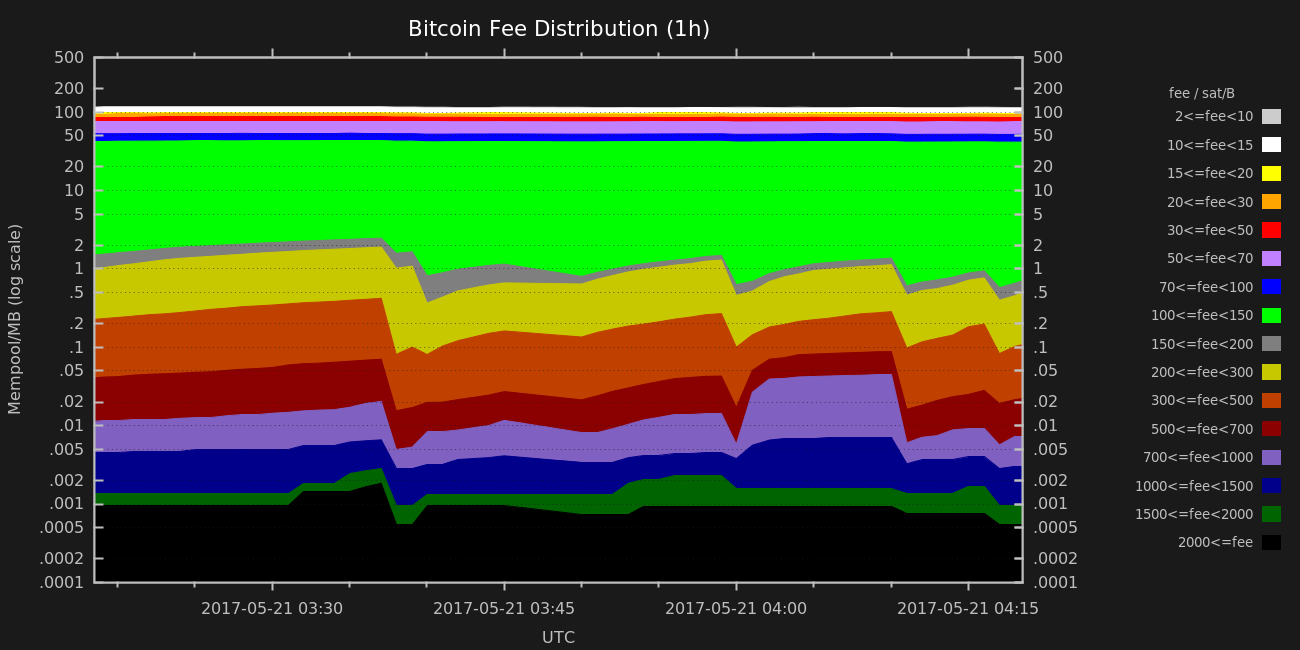 Bitcoin Fee Distribution (1h)
500
200
100
50
20
10
5
2
1
.5
.2
.1
.05
.02
.01
.005
.002
.001
.0005
.0002
.0001
Mempool/MB (log scale)
500
200
100
50
20
10
5
2
1
.5
.2
.1
.05
.02
.01
.005
.002
.001
.0005
.0002
.0001
2017-05-21 03:30
2017-05-21 03:45
2017-05-21 04:00
2017-05-21 04:15
UTC
fee / sat/B
2<=fee<10
10<=fee<15
15<=fee<20
20<=fee<30
30<=fee<50
50<=fee<70
70<=fee<100
100<=fee<150
150<=fee<200
200<=fee<300
300<=fee<500
500<=fee<700
700<=fee<1000
1000<=fee<1500
1500<=fee<2000
2000<=fee